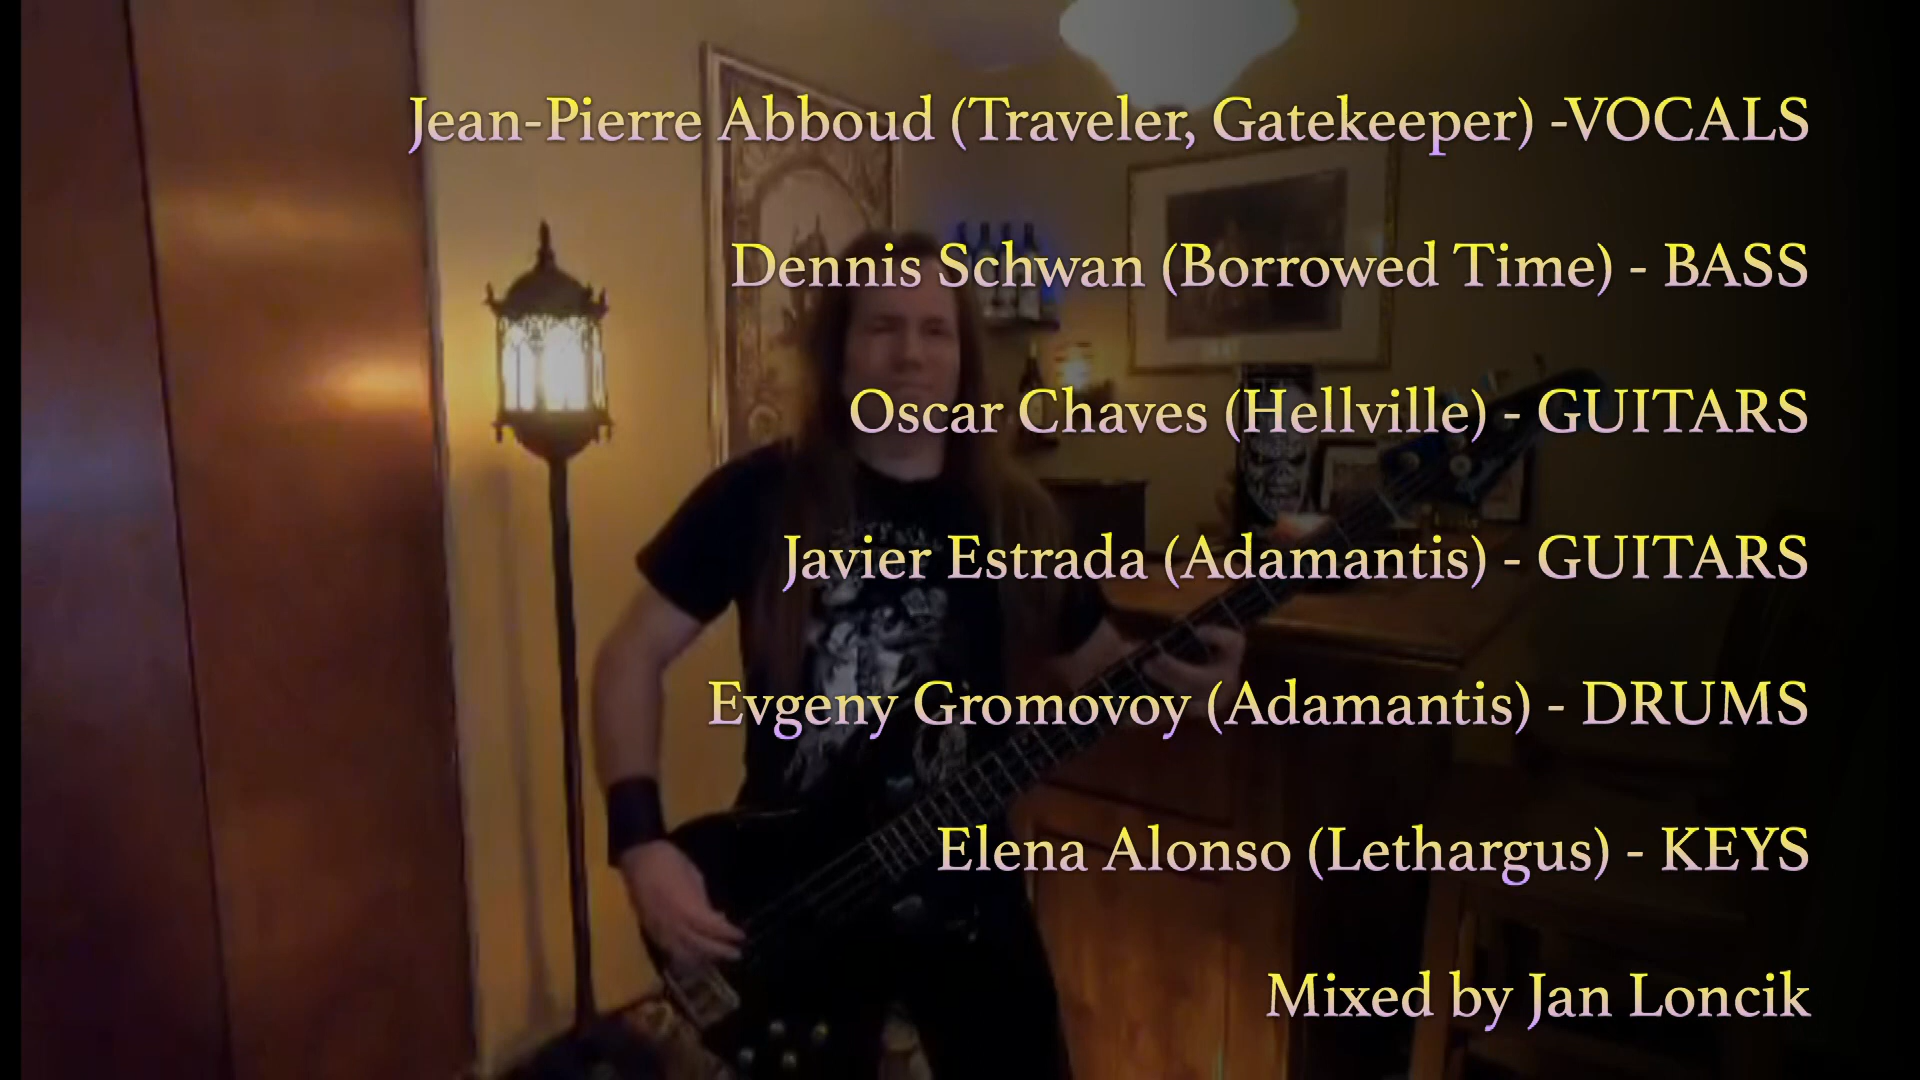 Jean-Pierre Abboud (Traveler, Gatekeeper) -VOCALS
Dennis Schwan (Borrowed Time) - BASS
Oscar Chaves (Hellville) - GUITARS
Javier Estrada (Adamantis) - GUITARS
Evgeny Gromovoy (Adamantis) - DRUMS
Elena Alonso (Lethargus) - KEYS
Mixed by Jan Loncik